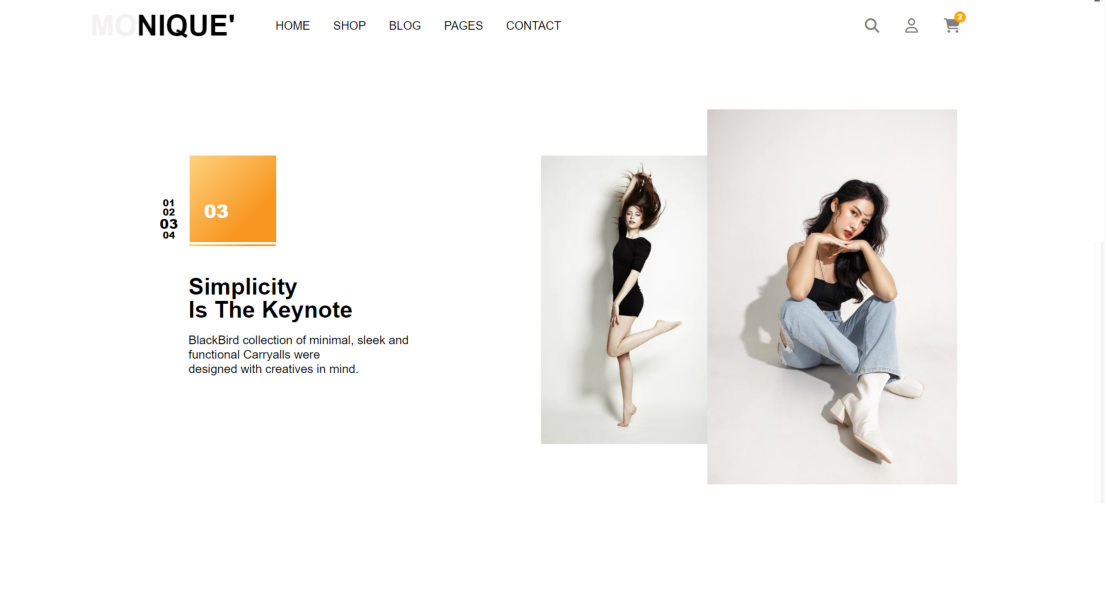 MONIQUE'
HOME SHOP BLOG PAGES CONTACT
2
01
02
03
04
03
Simplicity
Is The Keynote
BlackBird collection of minimal, sleek and
functional Carryalls were
designed with creatives in mind.